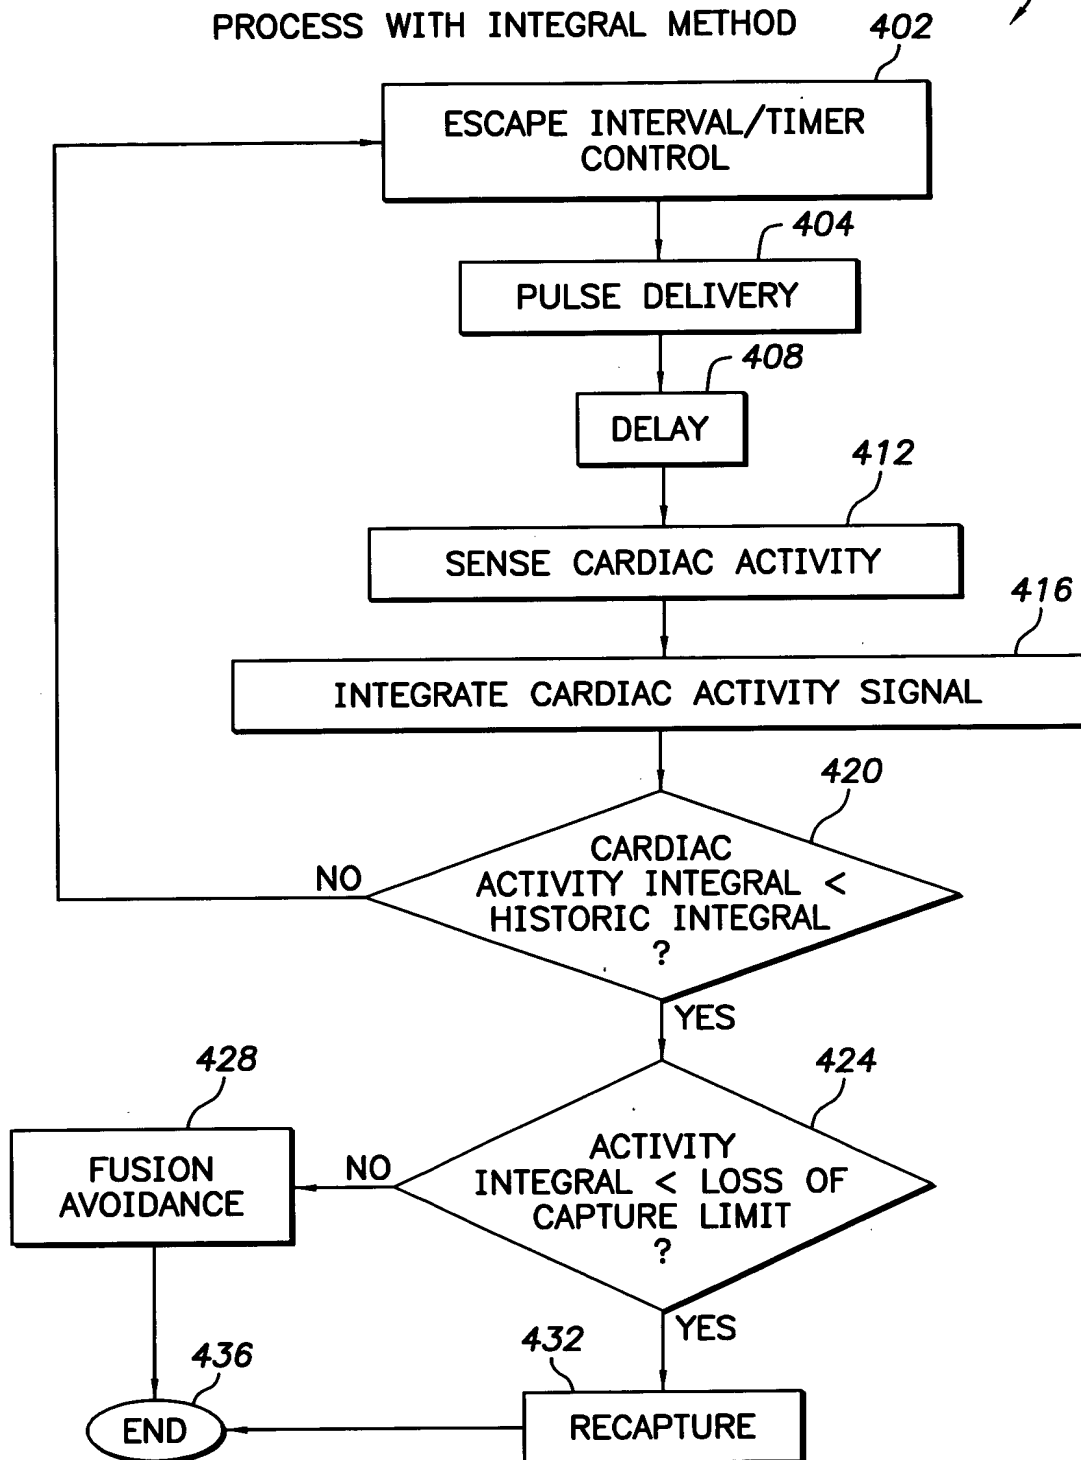 PROCESS WITH INTEGRAL METHOD
402
ESCAPE INTERVAL/TIMER
CONTROL
404
PULSE DELIVERY
408
DELAY
412
SENSE CARDIAC ACTIVITY
416
INTEGRATE CARDIAC ACTIVITY SIGNAL
420
CARDIAC
ACTIVITY INTEGRAL <
HISTORIC INTEGRAL
?
NO
YES
424
ACTIVITY
INTEGRAL < LOSS OF
CAPTURE LIMIT
?
NO
428
FUSION
AVOIDANCE
YES
432
RECAPTURE
436
END